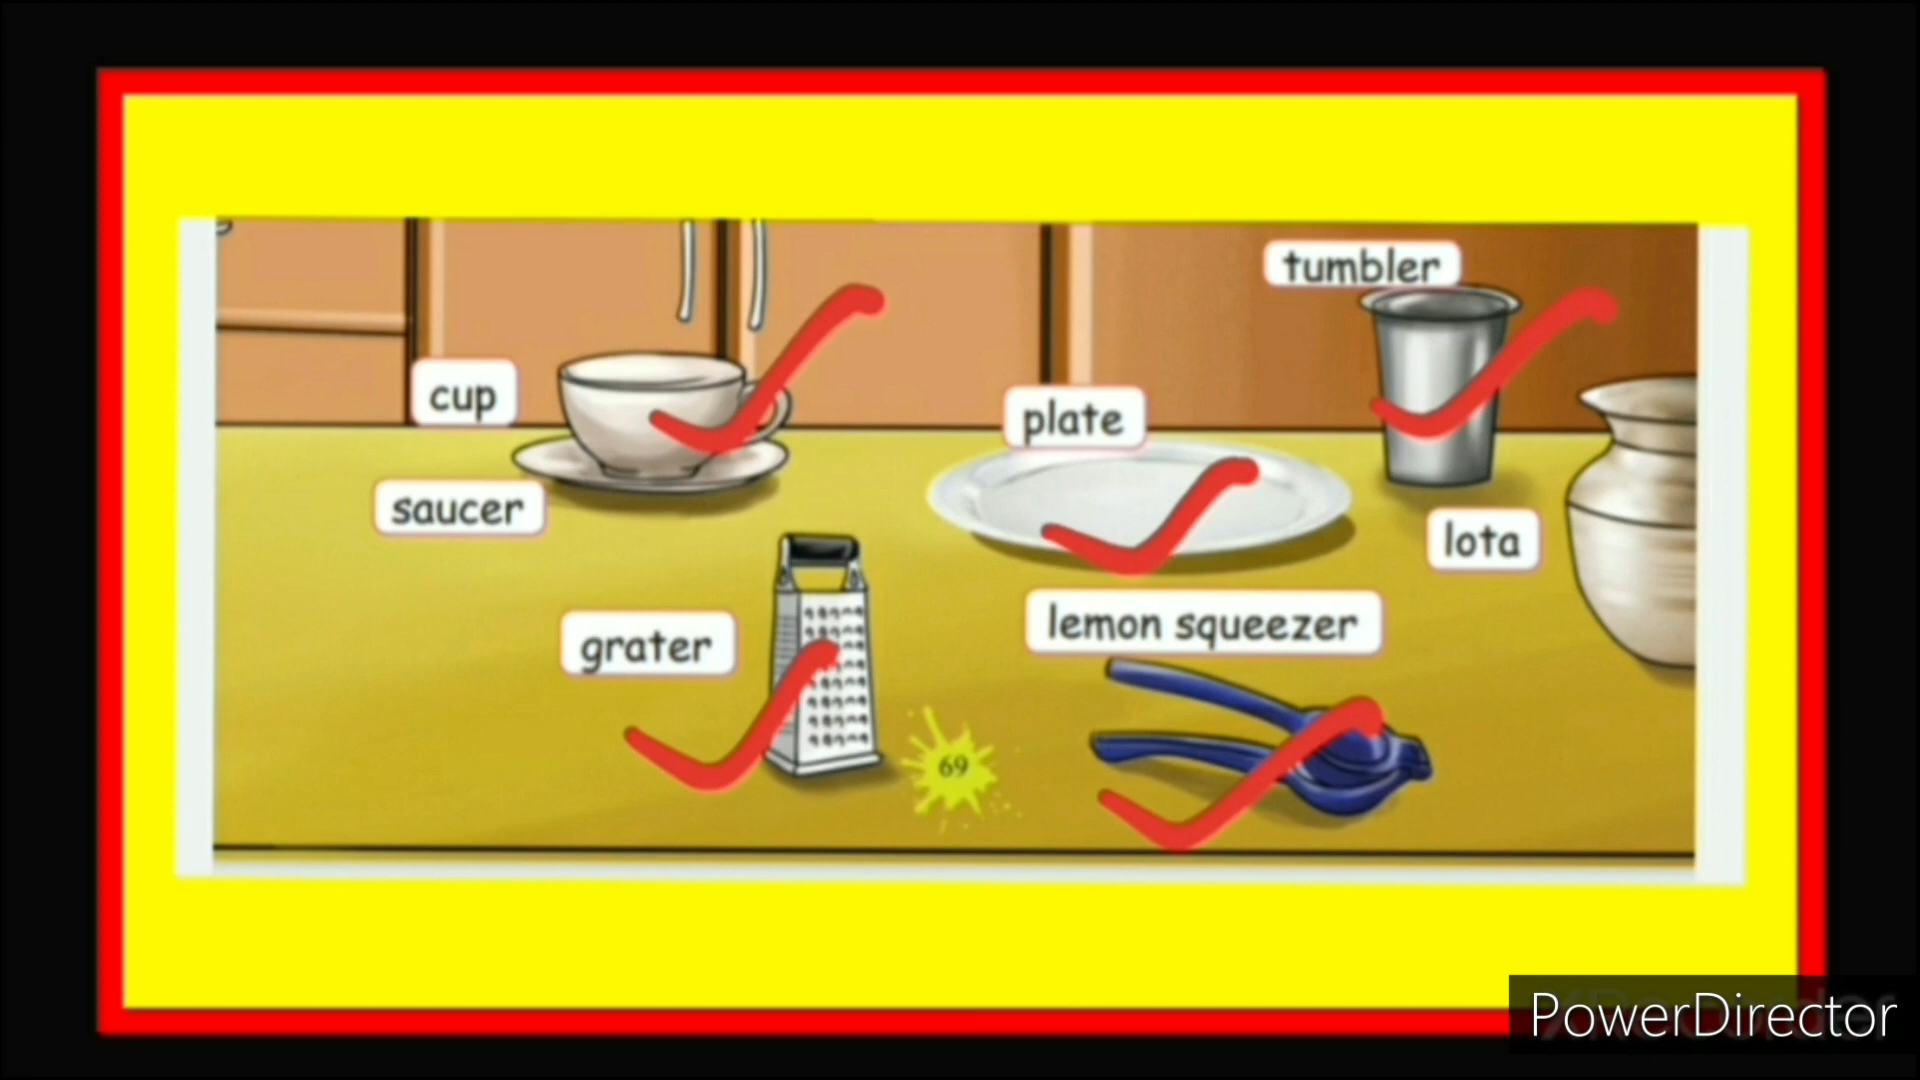 tumbler
cup
plate
saucer
lota
grater
lemon squeezer
69
PowerDirector